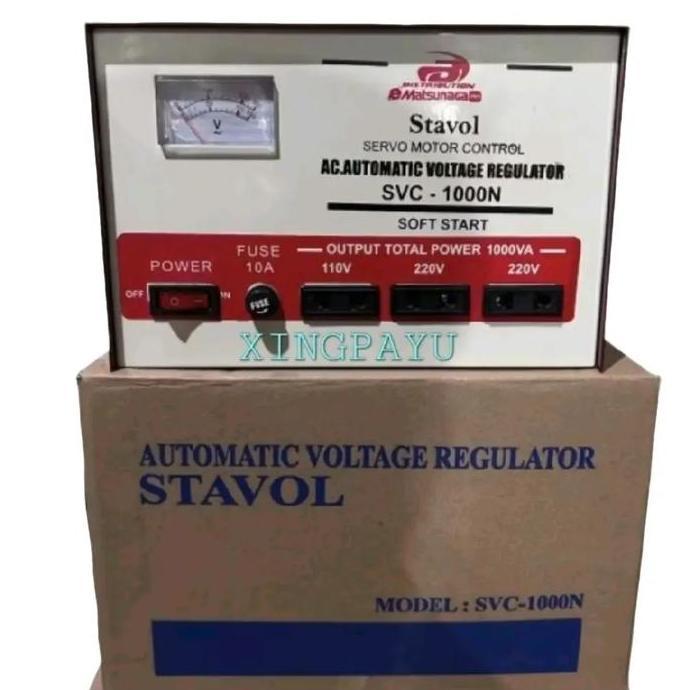 DISTRIBUTION
Matsunaga
Stavol
SERVO MOTOR CONTROL
AC.AUTOMATIC VOLTAGE REGULATOR
SVC - 1000N
SOFT START
V
POWER
OFF
FUSE
10A
FUSE
OUTPUT TOTAL POWER 1000VA
110V 220V 220V
XINGPAYU
AUTOMATIC VOLTAGE REGULATOR
STAVOL
MODEL : SVC-1000N